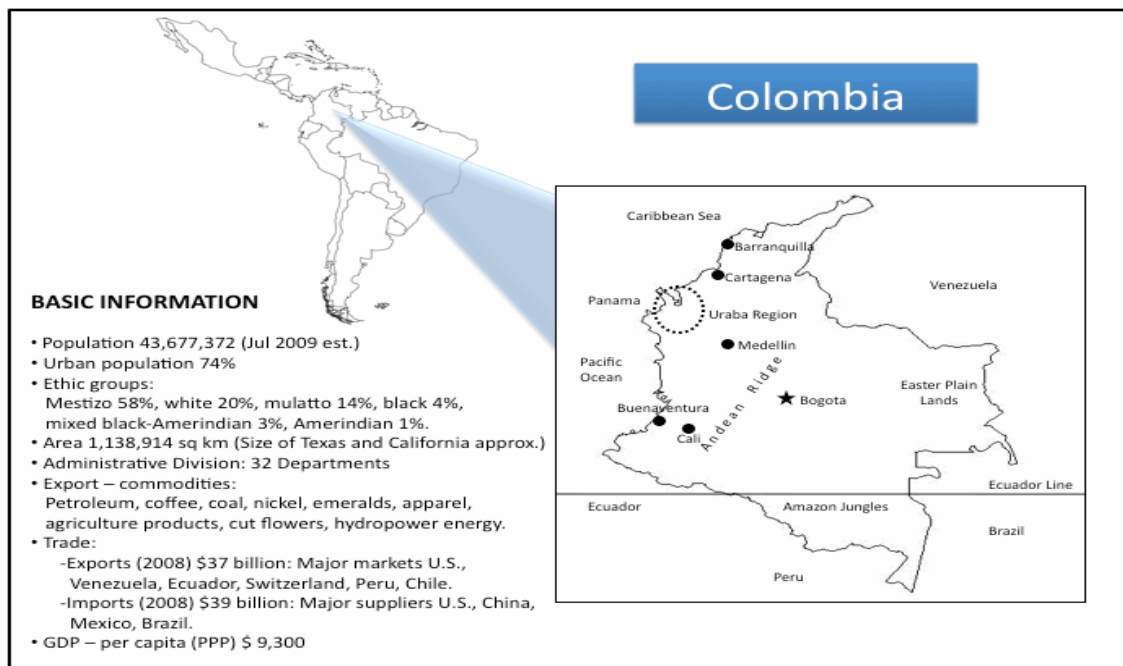 Colombia
BASIC INFORMATION
• Population 43,677,372 (Jul 2009 est.)
• Urban population 74%
• Ethic groups:
Mestizo 58%, white 20%, mulatto 14%, black 4%,
mixed black-Amerindian 3%, Amerindian 1%.
• Area 1,138,914 sq km (Size of Texas and California approx.)
• Administrative Division: 32 Departments
• Export – commodities:
Petroleum, coffee, coal, nickel, emeralds, apparel,
agriculture products, cut flowers, hydropower energy.
• Trade:
-Exports (2008) $37 billion: Major markets U.S.,
Venezuela, Ecuador, Switzerland, Peru, Chile.
-Imports (2008) $39 billion: Major suppliers U.S., China,
Mexico, Brazil.
• GDP – per capita (PPP) $ 9,300
Caribbean Sea
Barranquilla
Cartagena
Venezuela
Panama
Uraba Region
Medellin
Pacific
Ocean
Andean Ridge
Easter Plain
Lands
Bogota
Buenaventura
Cali
Ecuador Line
Ecuador
Amazon Jungles
Brazil
Peru